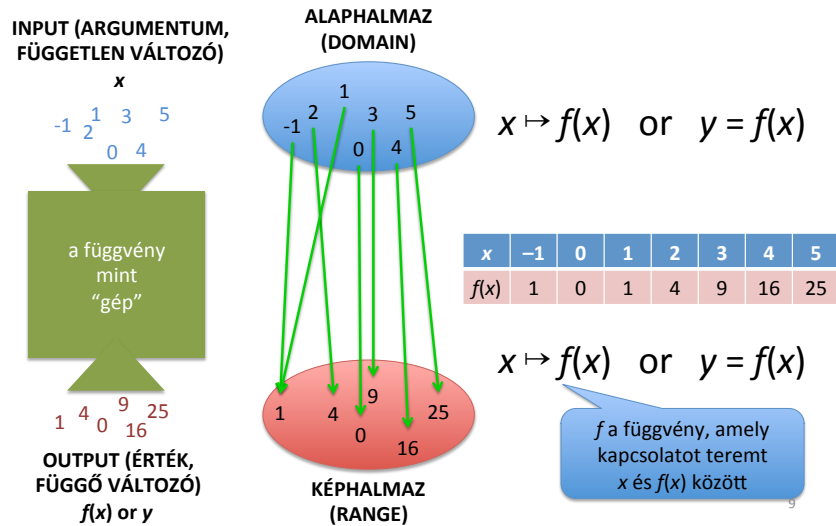 INPUT (ARGUMENTUM,
FÜGGETLEN VÁLTOZÓ)
x
-1 2 1 3 5
0 4
a függvény
mint
“gép”
1 4 0 9 16 25
OUTPUT (ÉRTÉK,
FÜGGŐ VÁLTOZÓ)
f(x) or y
ALAPHALMAZ
(DOMAIN)
-1 2 1 3 5
0 4
1 4 9 25
0 16
KÉPHALMAZ
(RANGE)
x ↦ f(x) or y = f(x)
x –1 0 1 2 3 4 5
f(x) 1 0 1 4 9 16 25
x ↦ f(x) or y = f(x)
f a függvény, amely
kapcsolatot teremt
x és f(x) között
9